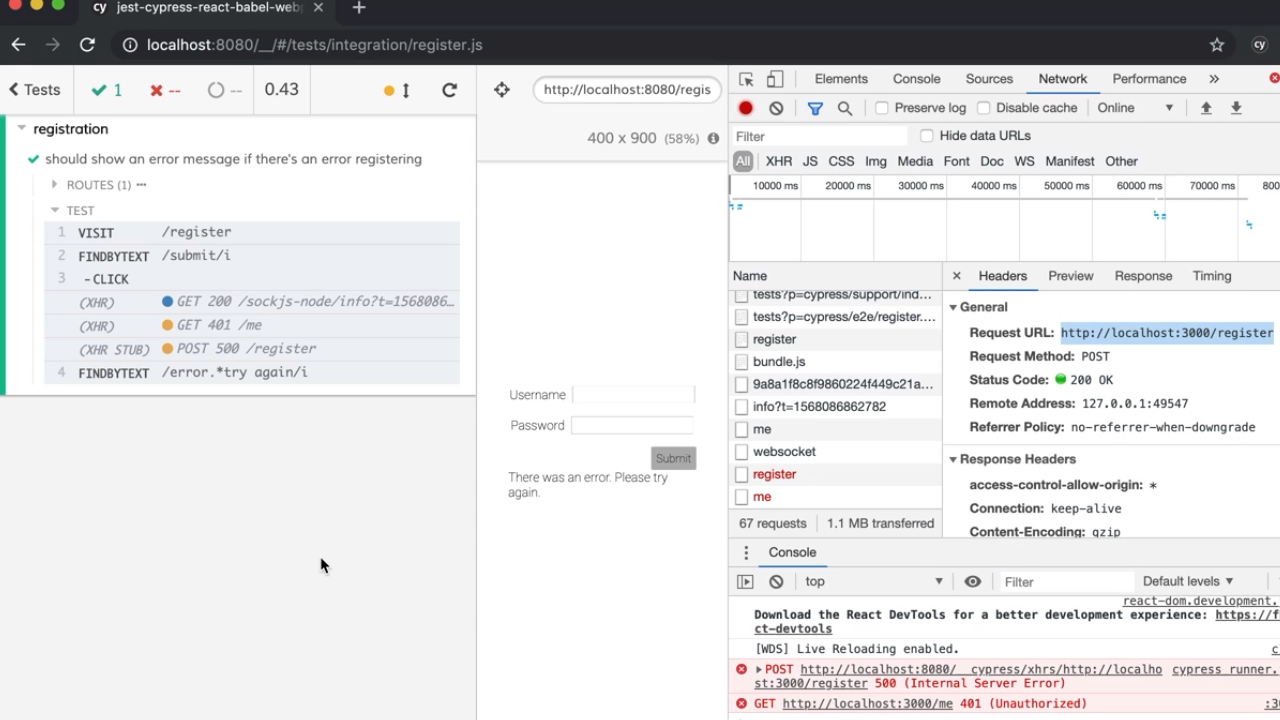 cy jest-cypress-react-babel-web
localhost:8080/__/#/tests/integration/register.js
cy
Tests
1
--
--
0.43
http://localhost:8080/regis
400 x 900 (58%)
registration
should show an error message if there's an error registering
ROUTES (1)
TEST
1 VISIT /register
2 FINDBYTEXT /submit/i
3 - CLICK
(XHR) GET 200 /sockjs-node/info?t=1568086…
(XHR) GET 401 /me
(XHR STUB) POST 500 /register
4 FINDBYTEXT /error.*try again/i
Username
Password
Submit
There was an error. Please try
again.
Elements Console Sources Network Performance »
Preserve log Disable cache Online
Filter Hide data URLs
All XHR JS CSS Img Media Font Doc WS Manifest Other
10000 ms 20000 ms 30000 ms 40000 ms 50000 ms 60000 ms 70000 ms 800
Name
tests?p=cypress/support/ind…
tests?p=cypress/e2e/register.…
register
bundle.js
9a8a1f8c8f9860224f449c21a…
info?t=1568086862782
me
websocket
register
me
67 requests 1.1 MB transferred
Headers Preview Response Timing
General
Request URL: http://localhost:3000/register
Request Method: POST
Status Code: 200 OK
Remote Address: 127.0.0.1:49547
Referrer Policy: no-referrer-when-downgrade
Response Headers
access-control-allow-origin: *
Connection: keep-alive
Content-Encoding: gzip
Console
top Filter Default levels
react-dom.development.
Download the React DevTools for a better development experience: https://f
ct-devtools
[WDS] Live Reloading enabled.
POST http://localhost:8080/__cypress/xhrs/http://localho cypress_runner.
st:3000/register 500 (Internal Server Error)
GET http://localhost:3000/me 401 (Unauthorized)